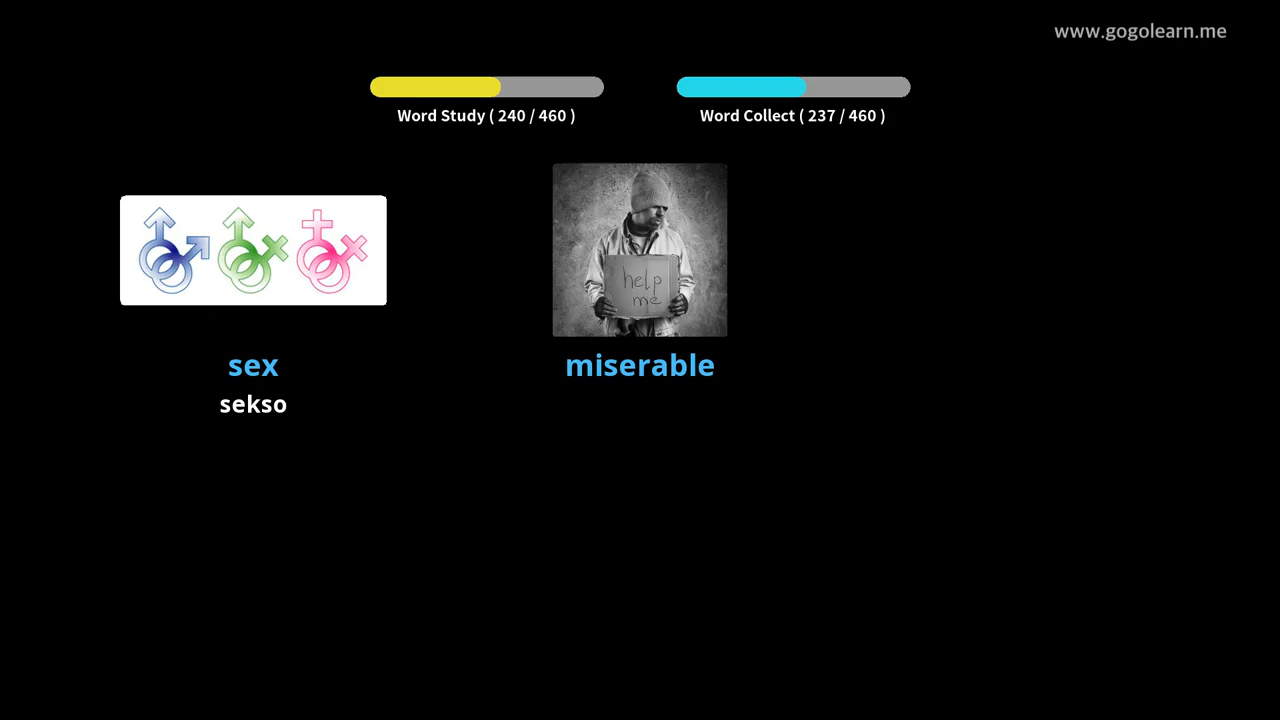 www.gogolearn.me
Word Study ( 240 / 460 )
Word Collect ( 237 / 460 )
help
me
sex
miserable
sekso